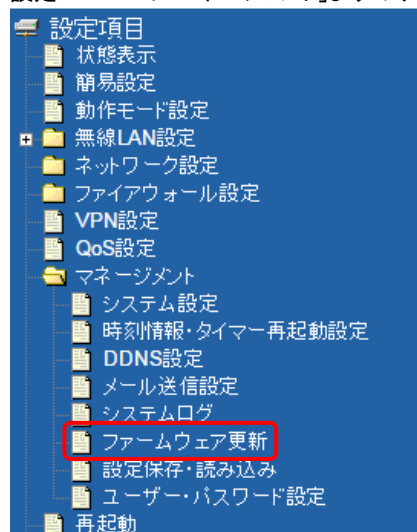 設定項目
状態表示
簡易設定
動作モード設定
無線LAN設定
ネットワーク設定
ファイアウォール設定
VPN設定
QoS設定
マネージメント
システム設定
時刻情報・タイマー再起動設定
DDNS設定
メール送信設定
システムログ
ファームウェア更新
設定保存・読み込み
ユーザー・パスワード設定
再起動